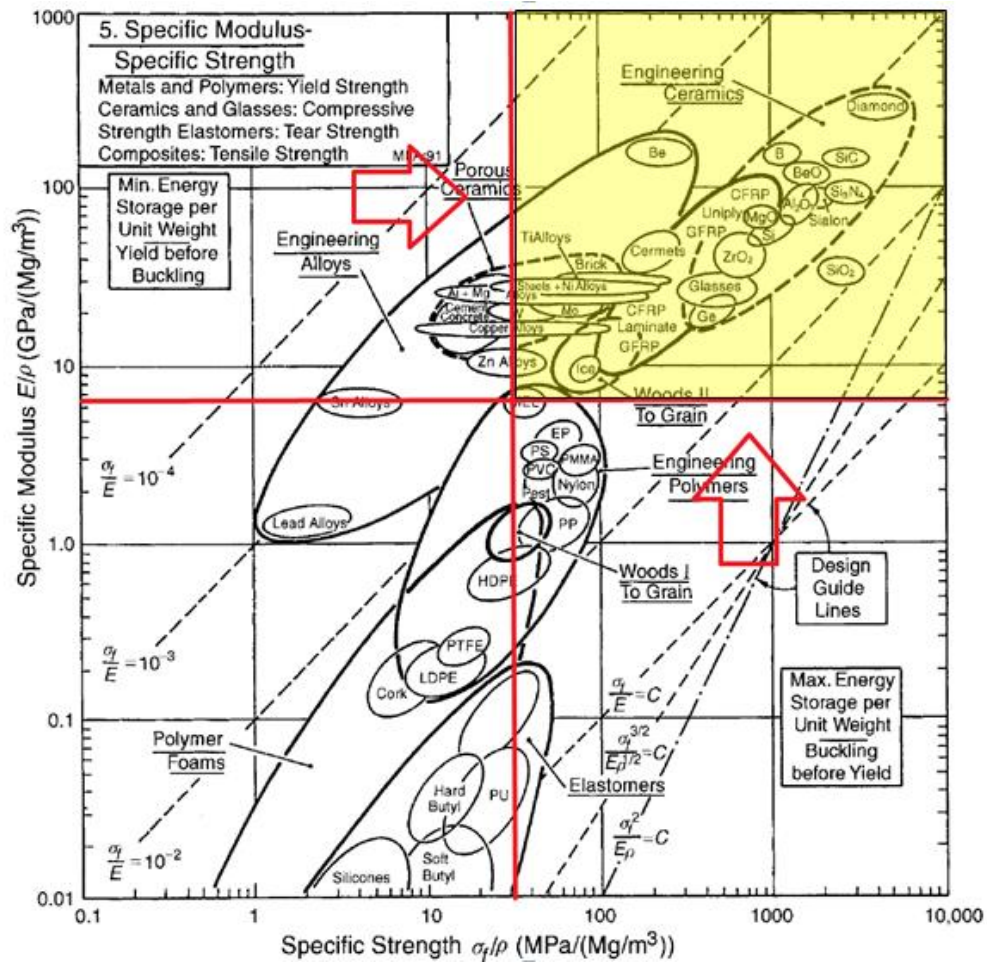 1000
5. Specific Modulus-
Specific Strength
Metals and Polymers: Yield Strength
Ceramics and Glasses: Compressive
Strength Elastomers: Tear Strength
Composites: Tensile Strength
Min. Energy
Storage per
Unit Weight
Yield before
Buckling
Porous
Ceramics
Engineering
Alloys
Engineering
Ceramics
Diamond
B
SiC
BeO
Be
Si₃N₄
Sialon
CFRP
Uniply
GFRP
MgO
Si
ZrO₂
SiO₂
Ti Alloys
Cermets
Brick
Steels + Ni Alloys
Al + Mg
Alloys
Glasses
Ge
Cement
Concrete
Mo
Copper Alloys
CFRP
Laminate
GFRP
Zn Alloys
Ice
Woods ||
To Grain
Sn Alloys
EP
PS
PMMA
PVC
Nylon
Pest
PP
Engineering
Polymers
Lead Alloys
HDPE
Woods ⊥
To Grain
Design
Guide
Lines
PTFE
LDPE
Cork
Polymer
Foams
Elastomers
Hard
Butyl
PU
Soft
Butyl
Silicones
Max. Energy
Storage per
Unit Weight
Buckling
before Yield
σf/E = 10⁻⁴
σf/E = 10⁻³
σf/E = 10⁻²
σf/E = C
σf^3/2/Eρ^1/2 = C
σf²/Eρ = C
100
10
1.0
0.1
0.01
Specific Modulus E/ρ (GPa/(Mg/m³))
0.1
1
10
100
1000
10,000
Specific Strength σf/ρ (MPa/(Mg/m³))